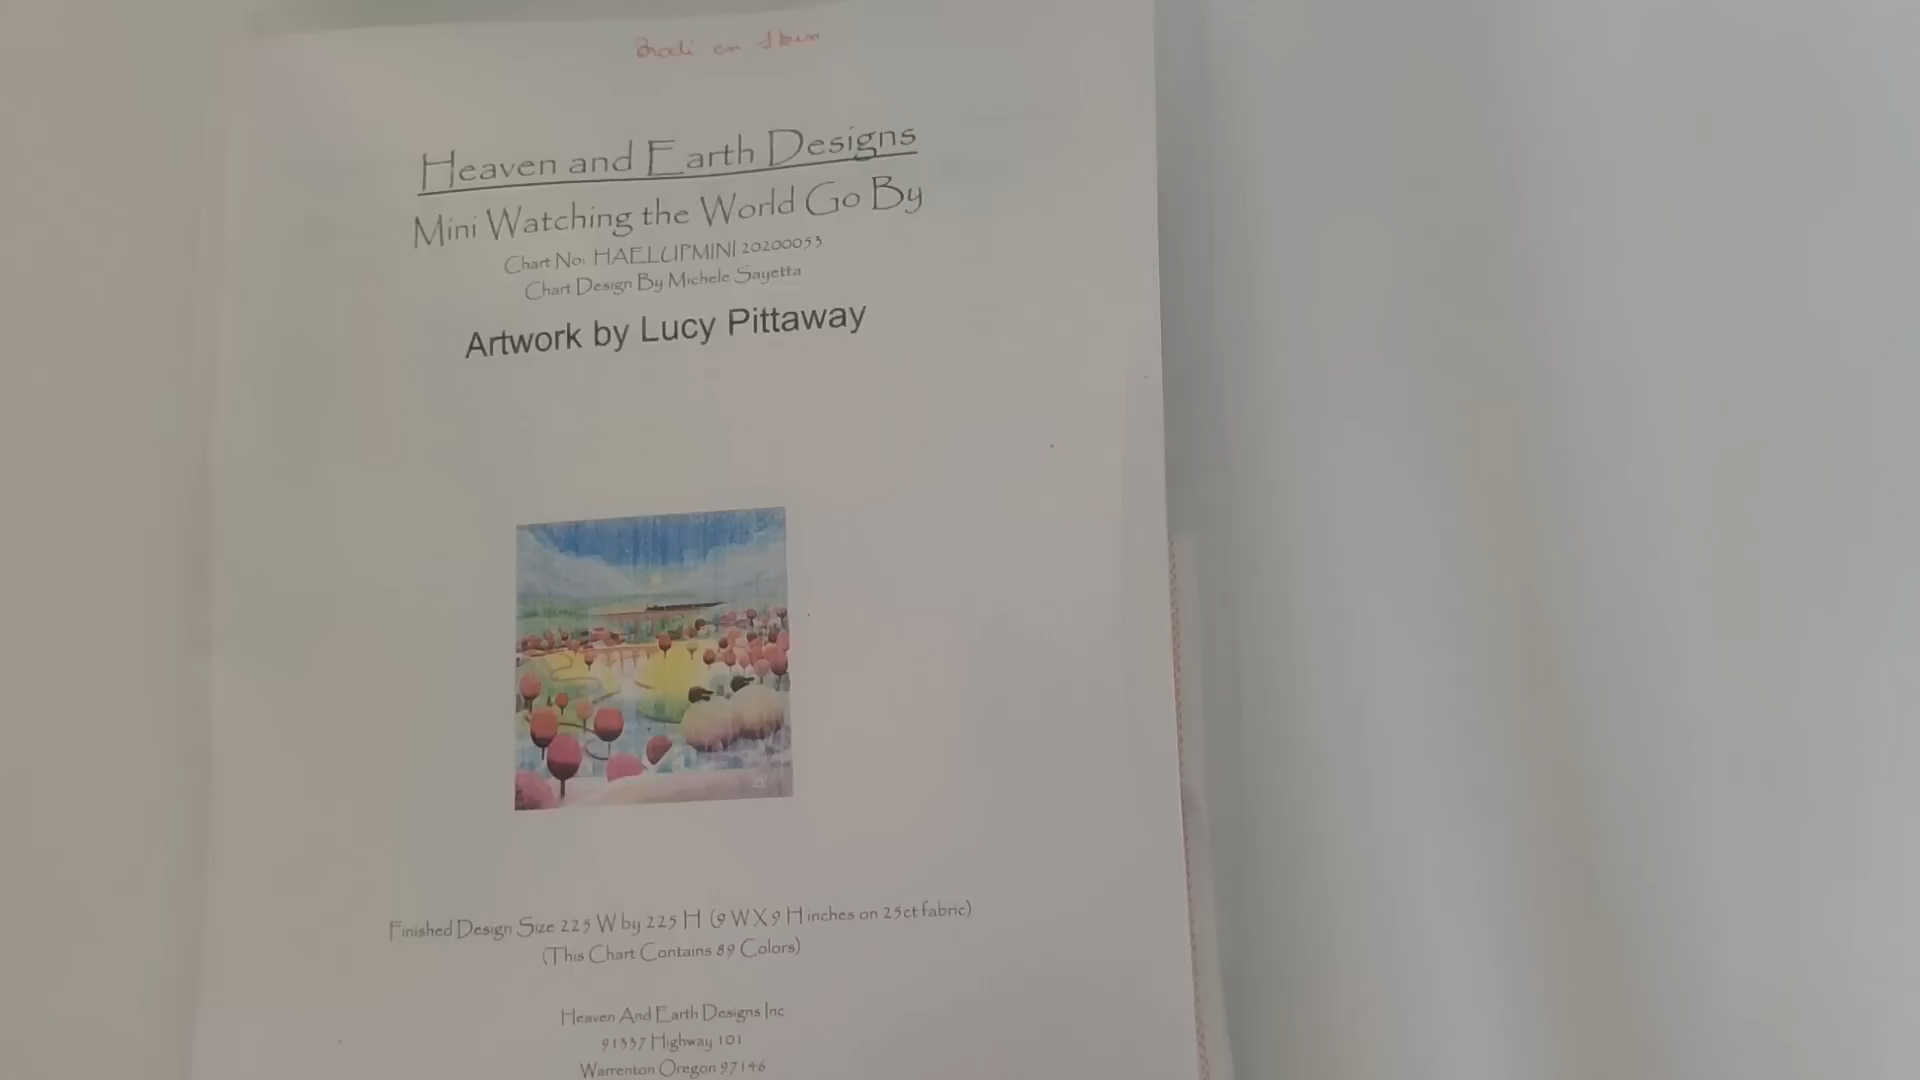 Brodi en
Heaven and Earth Designs
Mini Watching the World Go By
Chart No: HAELUPMINI 20200053
Chart Design By Michele Sayetta
Artwork by Lucy Pittaway
Finished Design Size 225 W by 225 H (9 W X 9 H inches on 25ct fabric)
(This Chart Contains 89 Colors)
Heaven And Earth Designs Inc
91337 Highway 101
Warrenton Oregon 97146